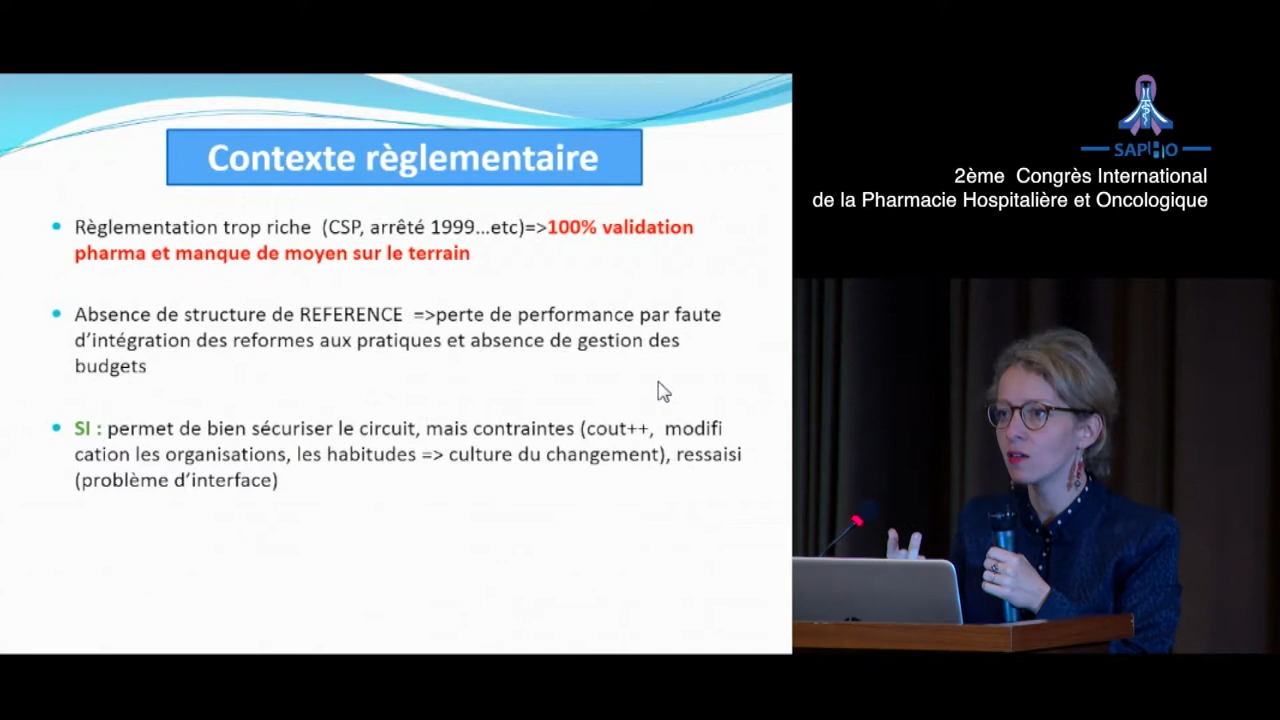 Contexte règlementaire
Règlementation trop riche (CSP, arrêté 1999...etc)=>100% validation
pharma et manque de moyen sur le terrain
Absence de structure de REFERENCE =>perte de performance par faute
d'intégration des reformes aux pratiques et absence de gestion des
budgets
SI : permet de bien sécuriser le circuit, mais contraintes (cout++, modifi
cation les organisations, les habitudes => culture du changement), ressaisi
(problème d'interface)
SAPHO
2ème Congrès International
de la Pharmacie Hospitalière et Oncologique